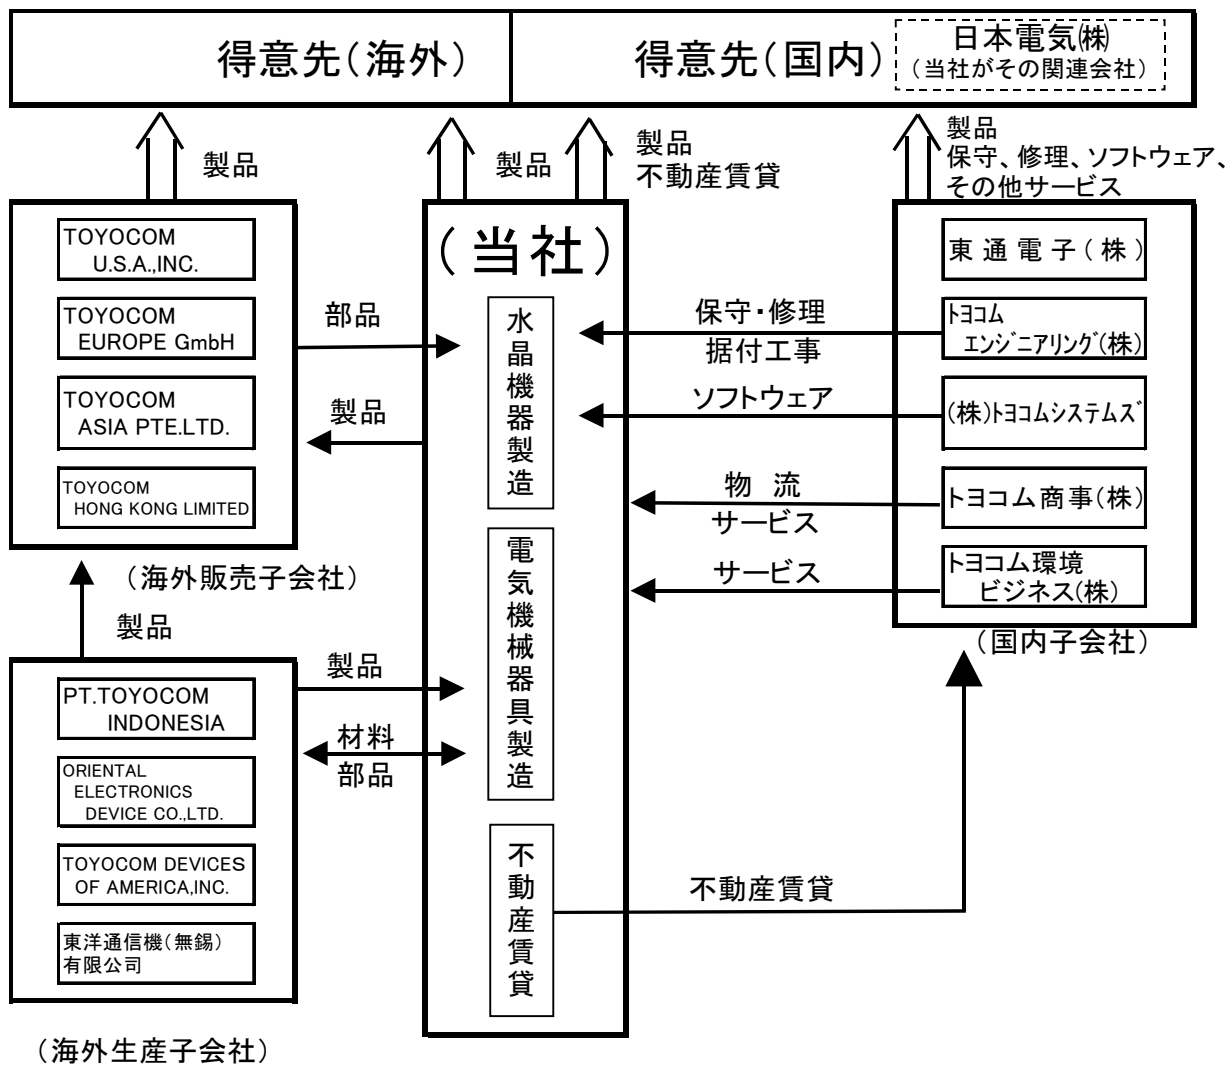 得意先(海外)
得意先(国内)
日本電気㈱
(当社がその関連会社)
製品
製品
製品
不動産賃貸
製品
保守、修理、ソフトウェア、
その他サービス
TOYOCOM
U.S.A.,INC.
TOYOCOM
EUROPE GmbH
TOYOCOM
ASIA PTE.LTD.
TOYOCOM
HONG KONG LIMITED
(海外販売子会社)
部品
製品
(当社)
水晶機器製造
電気機械器具製造
不動産賃貸
保守・修理
据付工事
ソフトウェア
物 流
サービス
サービス
東 通 電 子 ( 株 )
トヨコム
エンジニアリング(株)
(株)トヨコムシステムズ
トヨコム商事(株)
トヨコム環境
ビジネス(株)
(国内子会社)
製品
PT.TOYOCOM
INDONESIA
ORIENTAL
ELECTRONICS
DEVICE CO.,LTD.
TOYOCOM DEVICES
OF AMERICA,INC.
東洋通信機(無錫)
有限公司
(海外生産子会社)
製品
材料
部品
不動産賃貸